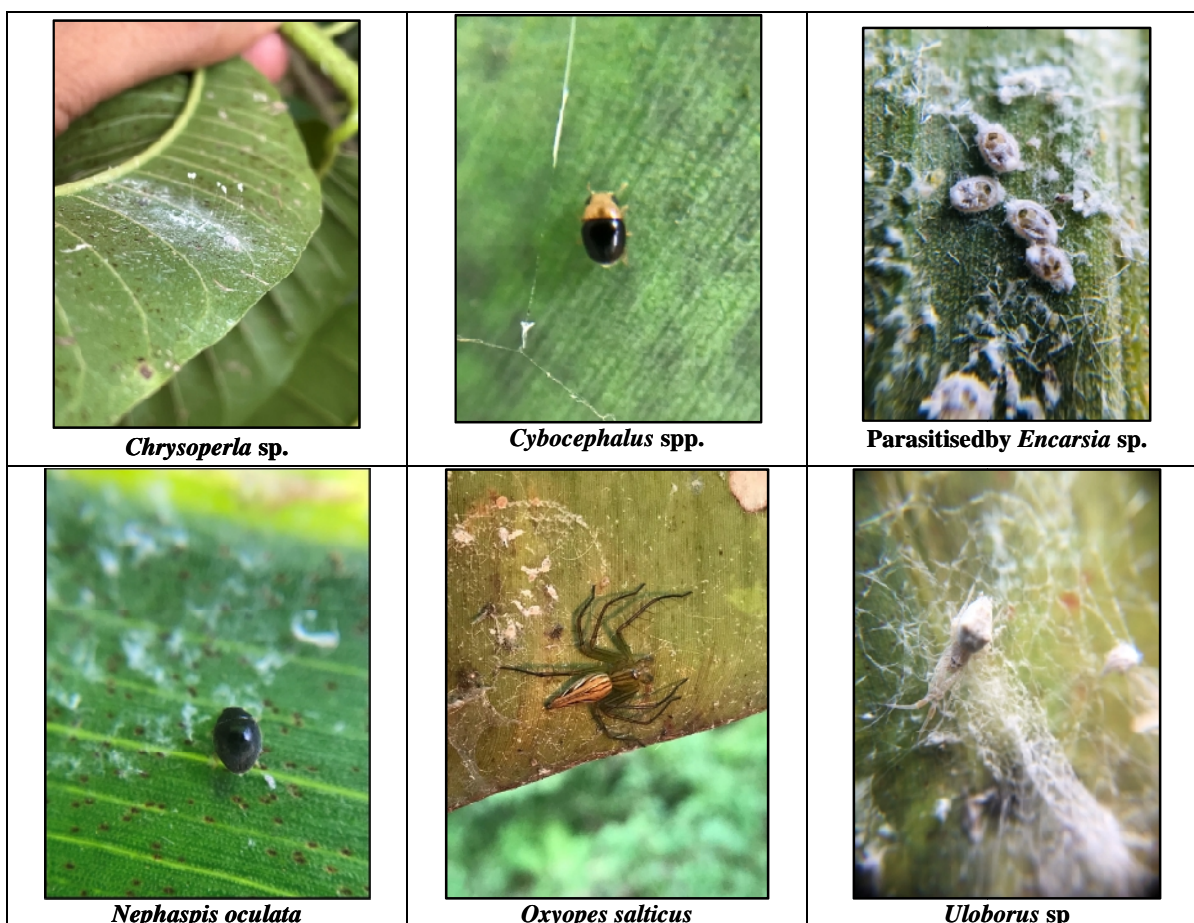 Chrysoperla sp.
Cybocephalus spp.
Parasitisedby Encarsia sp.
Nephaspis oculata
Oxyopes salticus
Uloborus sp